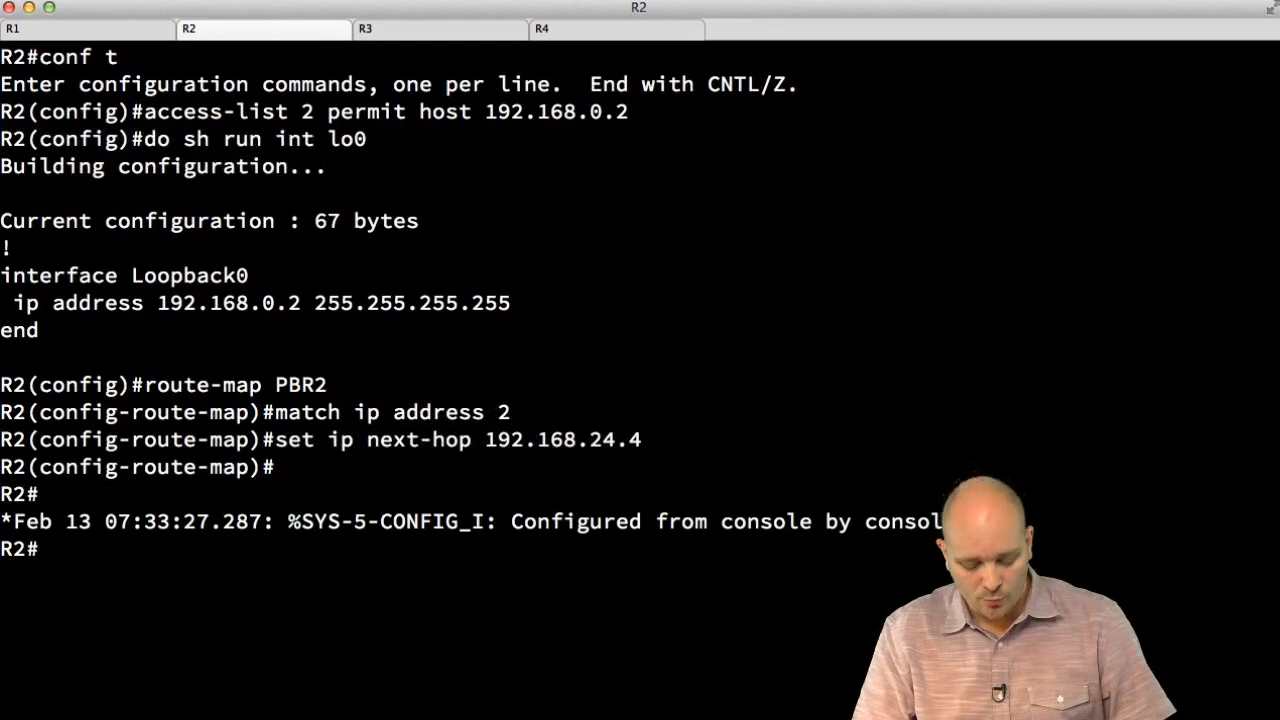 R2
R1
R2
R3
R4
R2#conf t
Enter configuration commands, one per line.  End with CNTL/Z.
R2(config)#access-list 2 permit host 192.168.0.2
R2(config)#do sh run int lo0
Building configuration...
Current configuration : 67 bytes
!
interface Loopback0
 ip address 192.168.0.2 255.255.255.255
end
R2(config)#route-map PBR2
R2(config-route-map)#match ip address 2
R2(config-route-map)#set ip next-hop 192.168.24.4
R2(config-route-map)#
R2#
*Feb 13 07:33:27.287: %SYS-5-CONFIG_I: Configured from console by consol
R2#